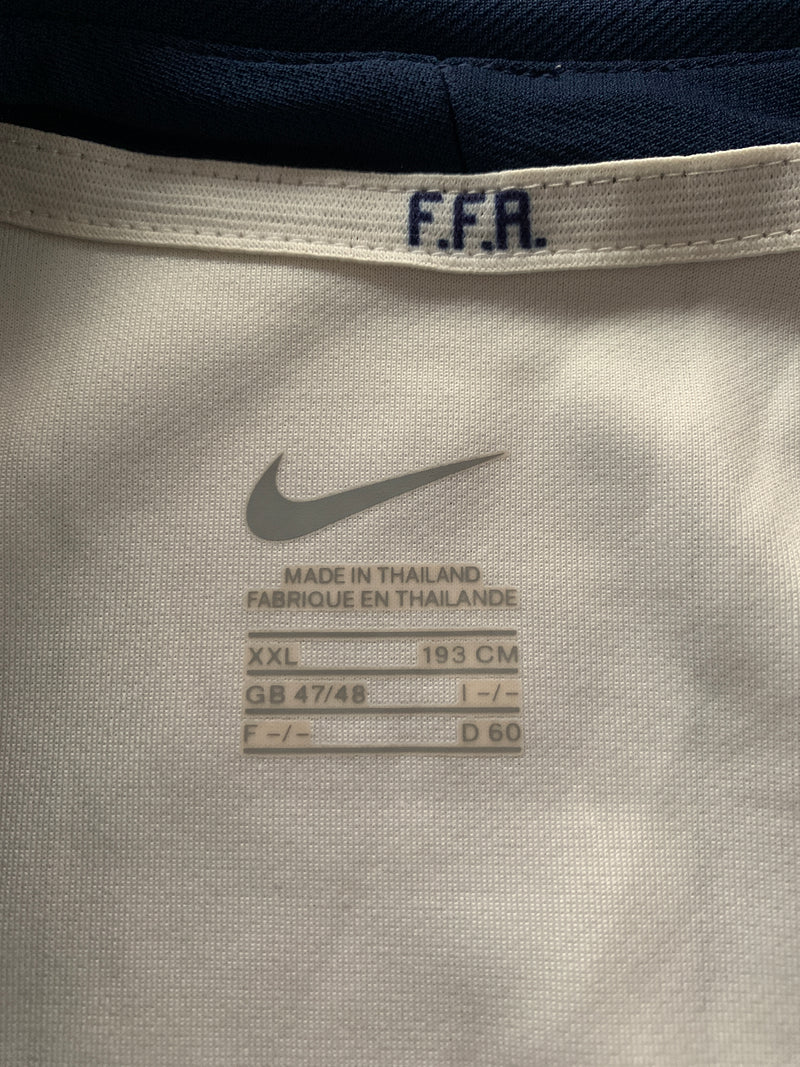 F.F.R.
MADE IN THAILAND
FABRIQUE EN THAILANDE
XXL 193 CM
GB 47/48 I -/-
F -/- D 60